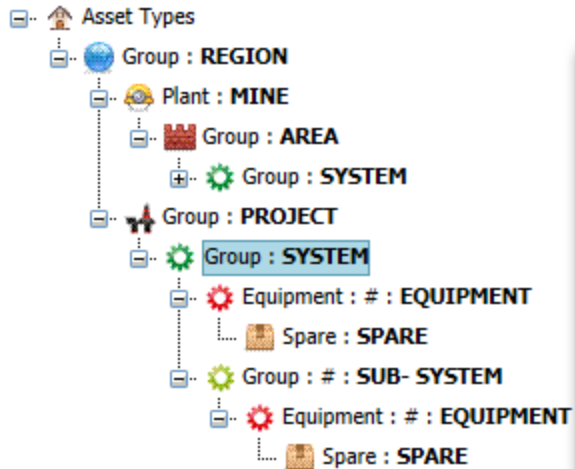 Asset Types
Group : REGION
Plant : MINE
Group : AREA
Group : SYSTEM
Group : PROJECT
Group : SYSTEM
Equipment : # : EQUIPMENT
Spare : SPARE
Group : # : SUB- SYSTEM
Equipment : # : EQUIPMENT
Spare : SPARE